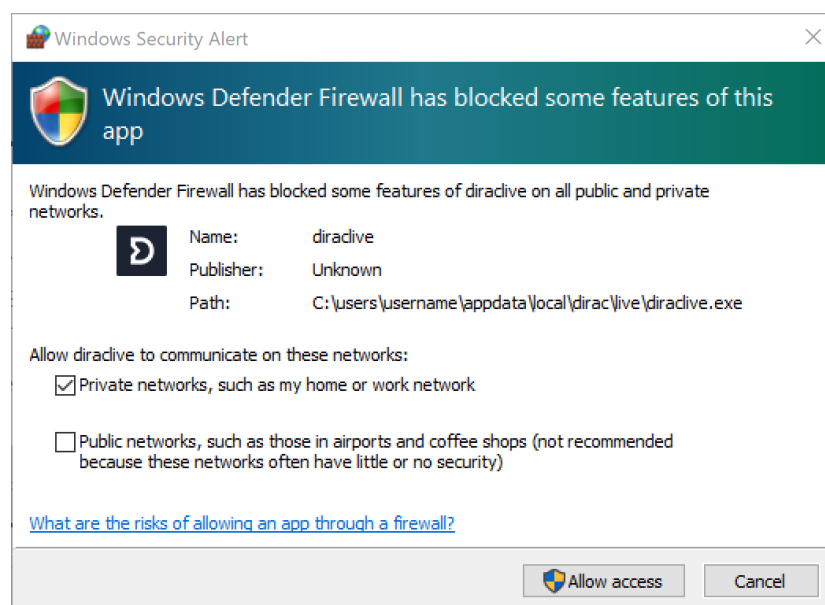 Windows Security Alert
Windows Defender Firewall has blocked some features of this
app
Windows Defender Firewall has blocked some features of diraclive on all public and private
networks.
Name: diraclive
Publisher: Unknown
Path: C:\users\username\appdata\local\dirac\live\diraclive.exe
Allow diraclive to communicate on these networks:
Private networks, such as my home or work network
Public networks, such as those in airports and coffee shops (not recommended
because these networks often have little or no security)
What are the risks of allowing an app through a firewall?
Allow access Cancel